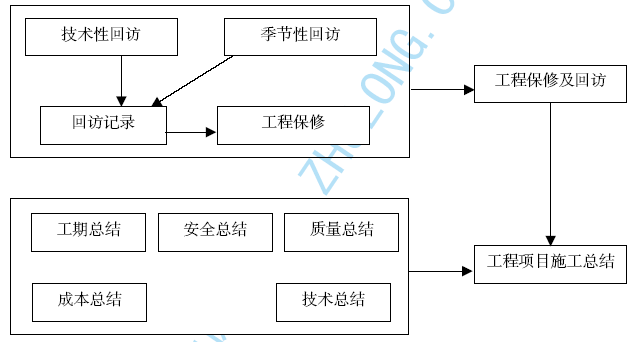 技术性回访
季节性回访
工程保修及回访
回访记录
工程保修
工期总结
安全总结
质量总结
工程项目施工总结
成本总结
技术总结